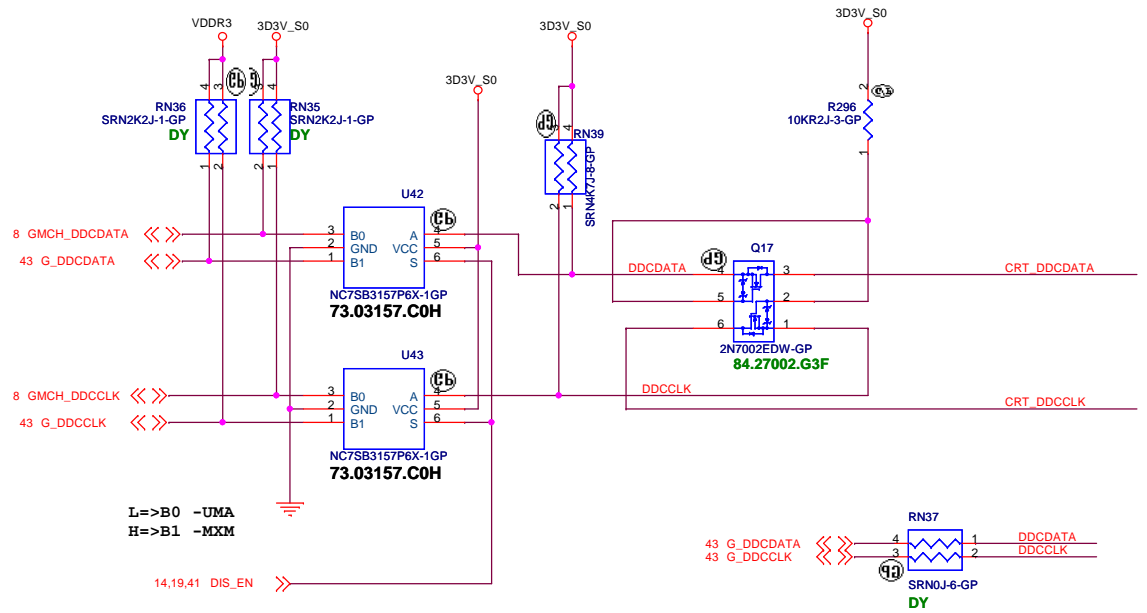 VDDR3
3D3V_S0
3D3V_S0
3D3V_S0
3D3V_S0
4
3
3
4
RN36
SRN2K2J-1-GP
DY
RN35
SRN2K2J-1-GP
DY
1
2
2
1
3
4
RN39
SRN4K7J-8-GP
2
1
2
R296
10KR2J-3-GP
1
U42
8 GMCH_DDCDATA
43 G_DDCDATA
3 B0 A 4
2 GND VCC 5
1 B1 S 6
NC7SB3157P6X-1GP
73.03157.C0H
U43
8 GMCH_DDCCLK
43 G_DDCCLK
3 B0 A 4
2 GND VCC 5
1 B1 S 6
NC7SB3157P6X-1GP
73.03157.C0H
Q17
DDCDATA
4 3
5 2
6 1
CRT_DDCDATA
2N7002EDW-GP
84.27002.G3F
DDCCLK
CRT_DDCCLK
L=>B0 -UMA
H=>B1 -MXM
14,19,41 DIS_EN
RN37
43 G_DDCDATA 4 1 DDCDATA
43 G_DDCCLK 3 2 DDCCLK
SRN0J-6-GP
DY